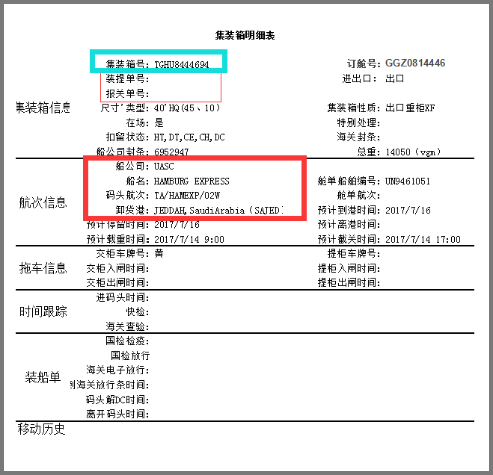 集装箱明细表
集装箱号: TGHU8444694 订舱号: GGZ0814446
装提单号: 进出口: 出口
报关单号:
集装箱信息 尺寸'类型: 40'HQ(45、10) 集装箱性质: 出口重柜XF
在场: 是 特别处理:
扣留状态: HT,DT,CE,CH,DC 海关封条:
船公司封条: 6952947 总重: 14050 (vgm)
船公司: UASC
船名: HAMBURG EXPRESS 舱单船舶编号: UN9461051
航次信息 码头航次: IA/HAMEXP/02W 舱单航次:
卸货港: JEDDAH,SaudiArabia (SAJED) 预计到港时间: 2017/7/16
预计停留时间: 2017/7/16 预计离港时间:
预计截重时间: 2017/7/14 9:00 预计截关时间: 2017/7/14 17:00
交柜车牌号: 黄 提柜车牌号:
拖车信息 交柜入闸时间: 提柜入闸时间:
交柜出闸时间: 提柜出闸时间:
进码头时间:
时间跟踪 快检:
海关查验:
国检检疫:
国检放行
装船单 海关电子放行:
到海关放行条时间:
码头解DC时间:
离开码头时间:
移动历史